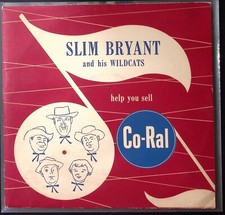 SLIM BRYANT
and his WILDCATS
help you sell
Co-Ral